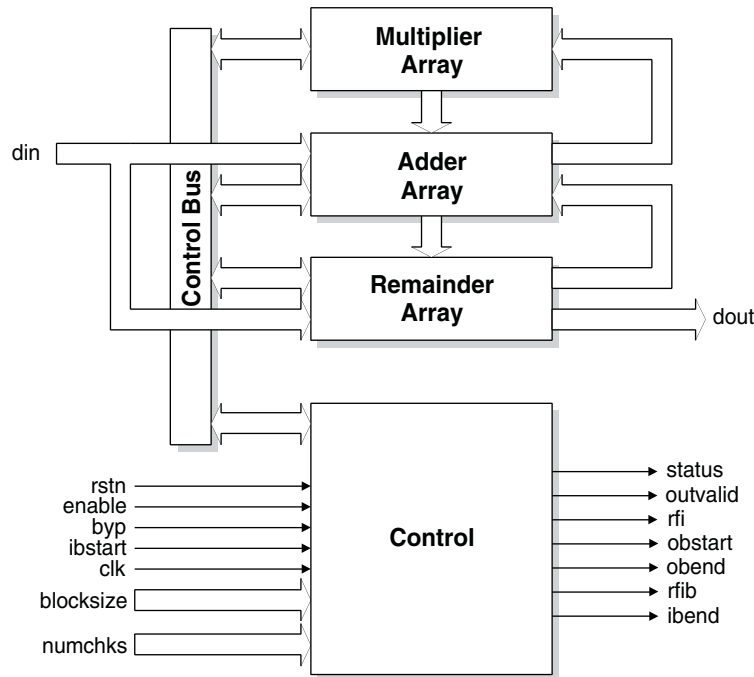 Multiplier
Array
din
Adder
Array
Control Bus
Remainder
Array
dout
rstn
enable
byp
ibstart
clk
blocksize
numchks
Control
status
outvalid
rfi
obstart
obend
rfib
ibend